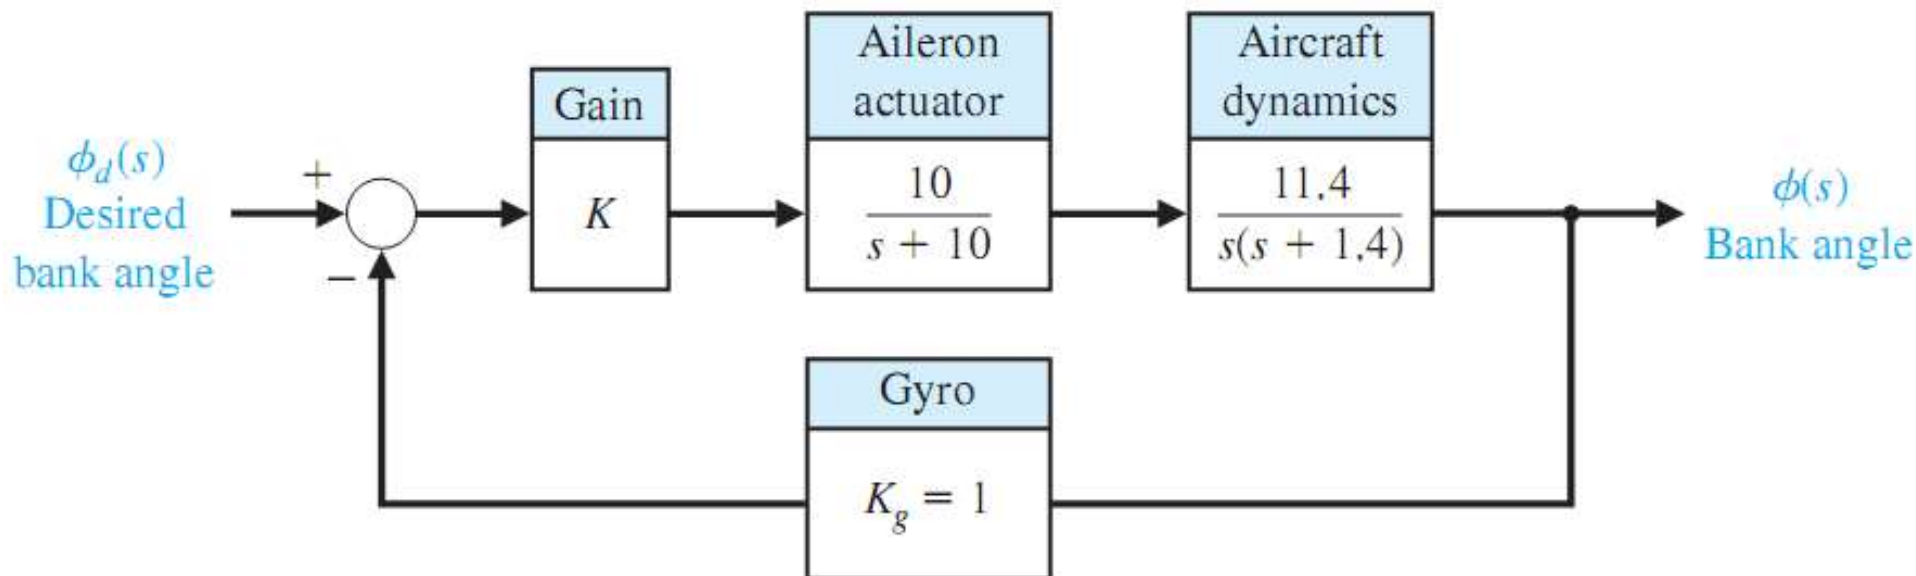 ϕd(s)
Desired
bank angle
+
−
Gain
K
Aileron
actuator
10
s + 10
Aircraft
dynamics
11,4
s(s + 1,4)
ϕ(s)
Bank angle
Gyro
Kg = 1